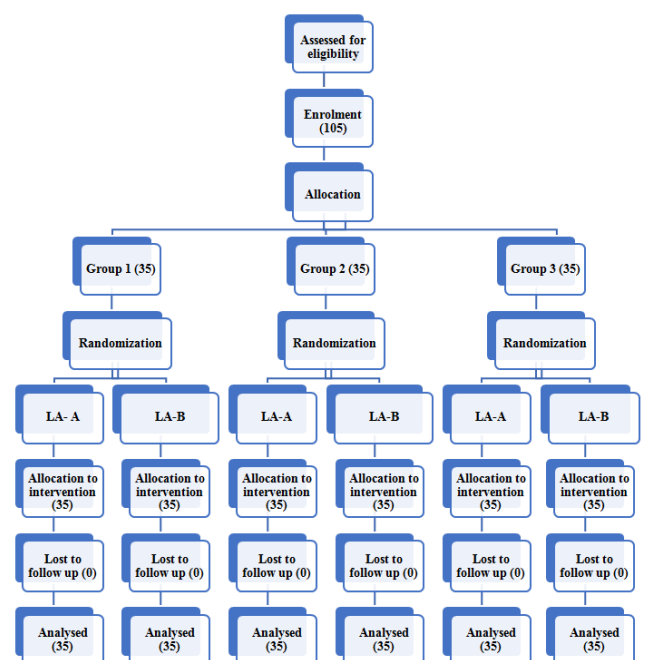 Assessed for
eligibility
Enrolment
(105)
Allocation
Group 1 (35)
Group 2 (35)
Group 3 (35)
Randomization
Randomization
Randomization
LA- A
LA-B
LA-A
LA-B
LA-A
LA-B
Allocation to
intervention
(35)
Allocation to
intervention
(35)
Allocation to
intervention
(35)
Allocation to
intervention
(35)
Allocation to
intervention
(35)
Allocation to
intervention
(35)
Lost to
follow up (0)
Lost to
follow up (0)
Lost to
follow up (0)
Lost to
follow up (0)
Lost to
follow up (0)
Lost to
follow up (0)
Analysed
(35)
Analysed
(35)
Analysed
(35)
Analysed
(35)
Analysed
(35)
Analysed
(35)